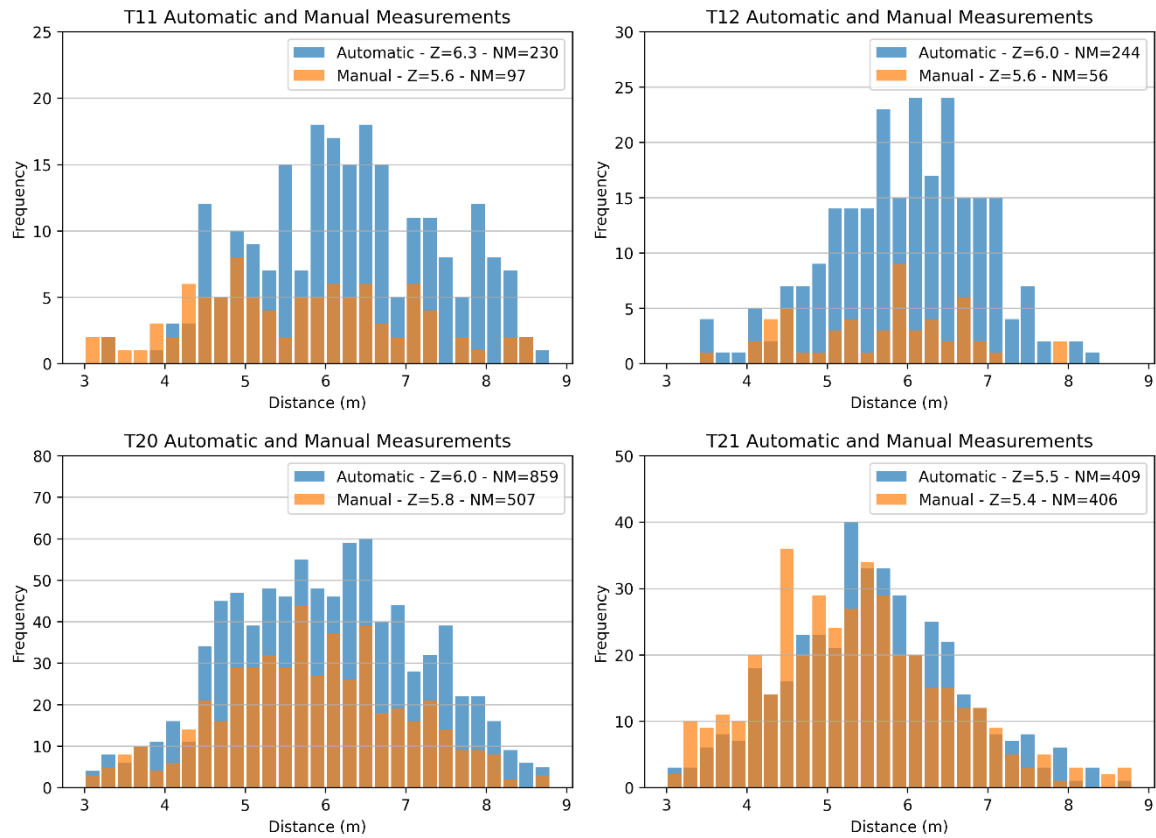 T11 Automatic and Manual Measurements
Automatic - Z=6.3 - NM=230
Manual - Z=5.6 - NM=97
Frequency
25
20
15
10
5
0
3 4 5 6 7 8 9
Distance (m)
T12 Automatic and Manual Measurements
Automatic - Z=6.0 - NM=244
Manual - Z=5.6 - NM=56
Frequency
30
25
20
15
10
5
0
3 4 5 6 7 8 9
Distance (m)
T20 Automatic and Manual Measurements
Automatic - Z=6.0 - NM=859
Manual - Z=5.8 - NM=507
Frequency
80
70
60
50
40
30
20
10
0
3 4 5 6 7 8 9
Distance (m)
T21 Automatic and Manual Measurements
Automatic - Z=5.5 - NM=409
Manual - Z=5.4 - NM=406
Frequency
50
40
30
20
10
0
3 4 5 6 7 8 9
Distance (m)